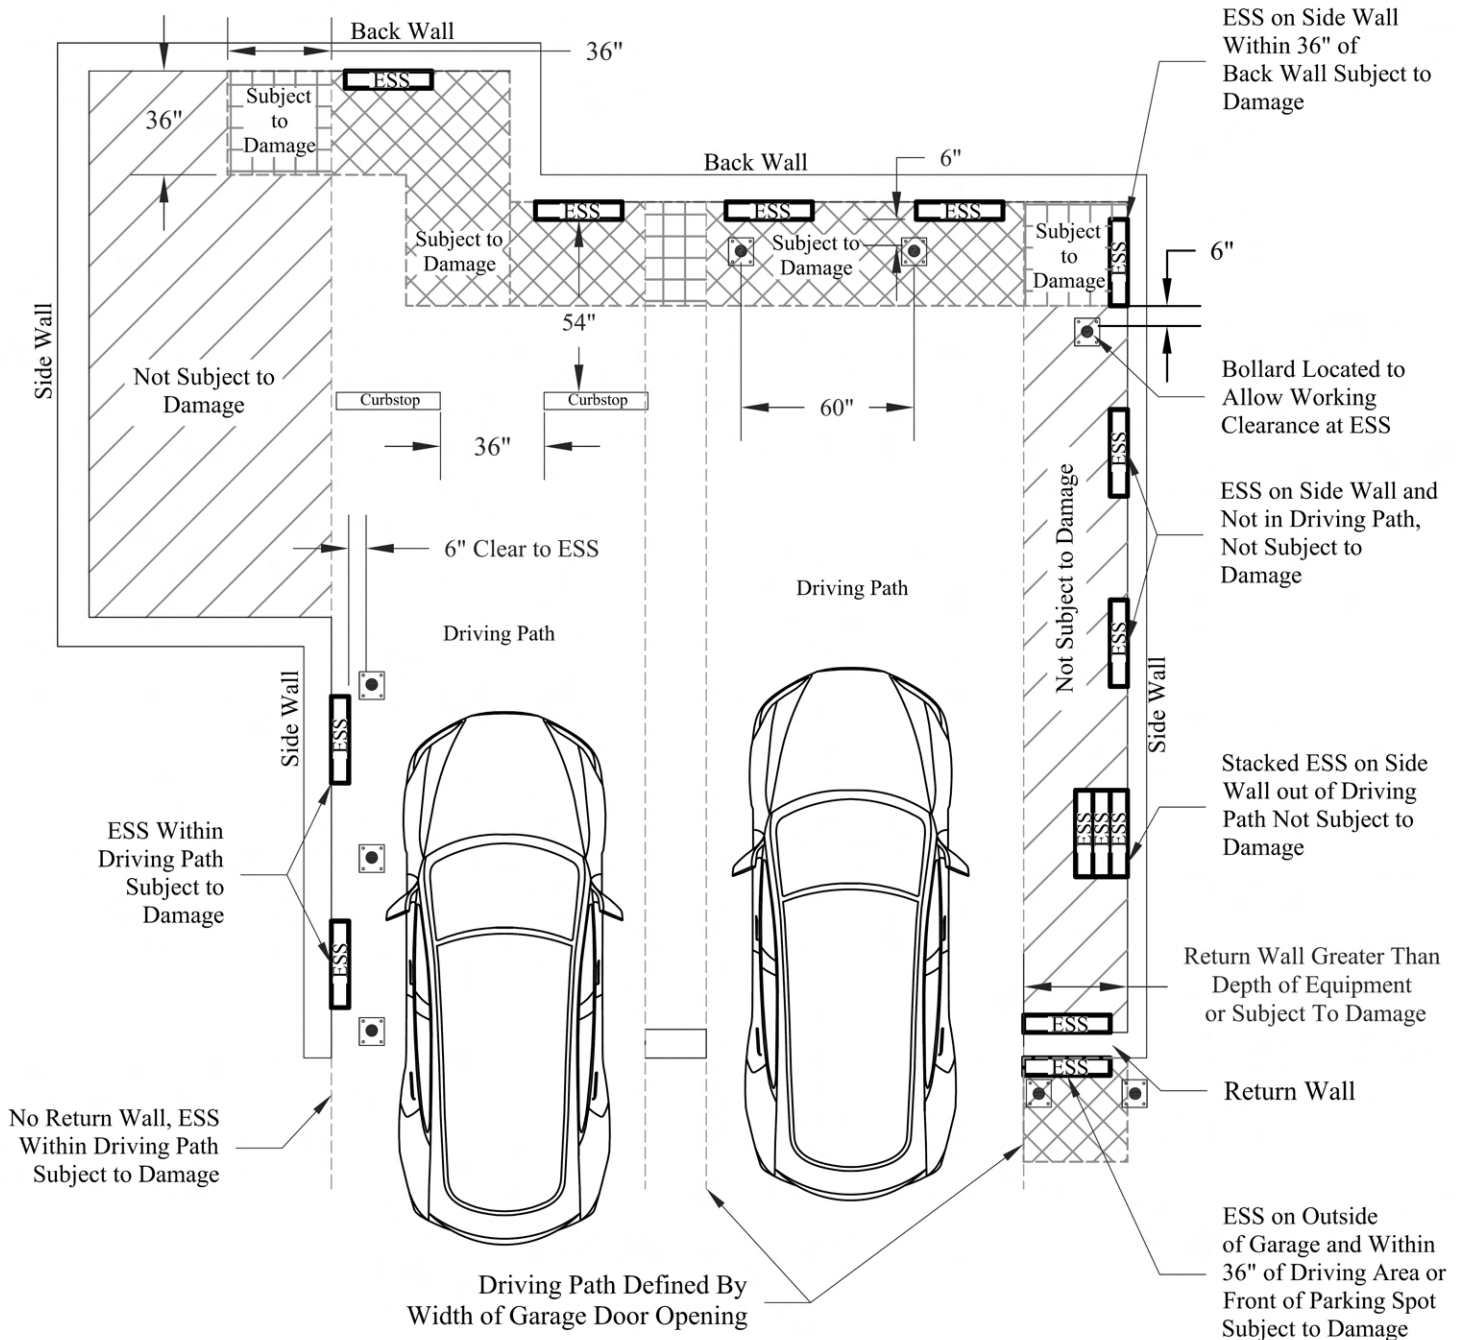 Back Wall
36"
ESS on Side Wall
Within 36" of
Back Wall Subject to
Damage
ESS
36"
Subject
to
Damage
Back Wall
6"
ESS
ESS
ESS
Subject to
Damage
Subject to
Damage
Subject
to
Damage
ESS
6"
54"
Side Wall
Not Subject to
Damage
Curbstop
Curbstop
36"
60"
Bollard Located to
Allow Working
Clearance at ESS
ESS
ESS on Side Wall and
Not in Driving Path,
Not Subject to
Damage
6" Clear to ESS
Driving Path
Driving Path
Not Subject to Damage
ESS
Side Wall
Side Wall
ESS
ESS Within
Driving Path
Subject to
Damage
ESS
ESS
ESS
ESS
Stacked ESS on Side
Wall out of Driving
Path Not Subject to
Damage
ESS
Return Wall Greater Than
Depth of Equipment
or Subject To Damage
ESS
ESS
Return Wall
No Return Wall, ESS
Within Driving Path
Subject to Damage
Driving Path Defined By
Width of Garage Door Opening
ESS on Outside
of Garage and Within
36" of Driving Area or
Front of Parking Spot
Subject to Damage